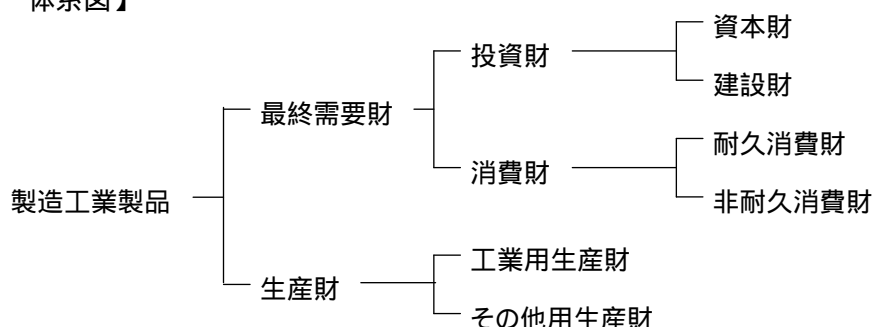 体系図】
資本財
投資財
建設財
最終需要財
耐久消費財
消費財
製造工業製品
非耐久消費財
工業用生産財
生産財
その他用生産財